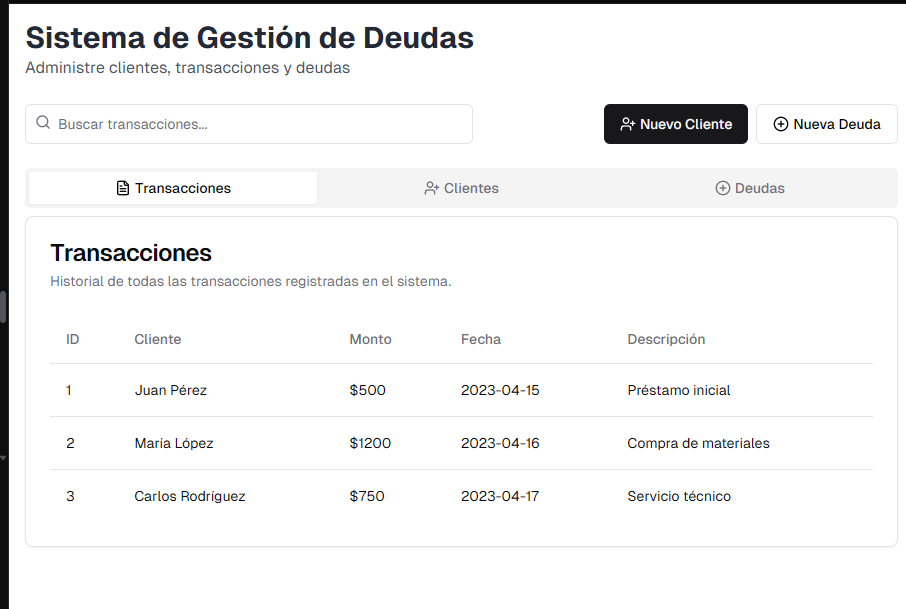 Sistema de Gestión de Deudas
Administre clientes, transacciones y deudas
Buscar transacciones...
Nuevo Cliente
Nueva Deuda
Transacciones
Clientes
Deudas
Transacciones
Historial de todas las transacciones registradas en el sistema.
ID Cliente Monto Fecha Descripción
1 Juan Pérez $500 2023-04-15 Préstamo inicial
2 María López $1200 2023-04-16 Compra de materiales
3 Carlos Rodríguez $750 2023-04-17 Servicio técnico